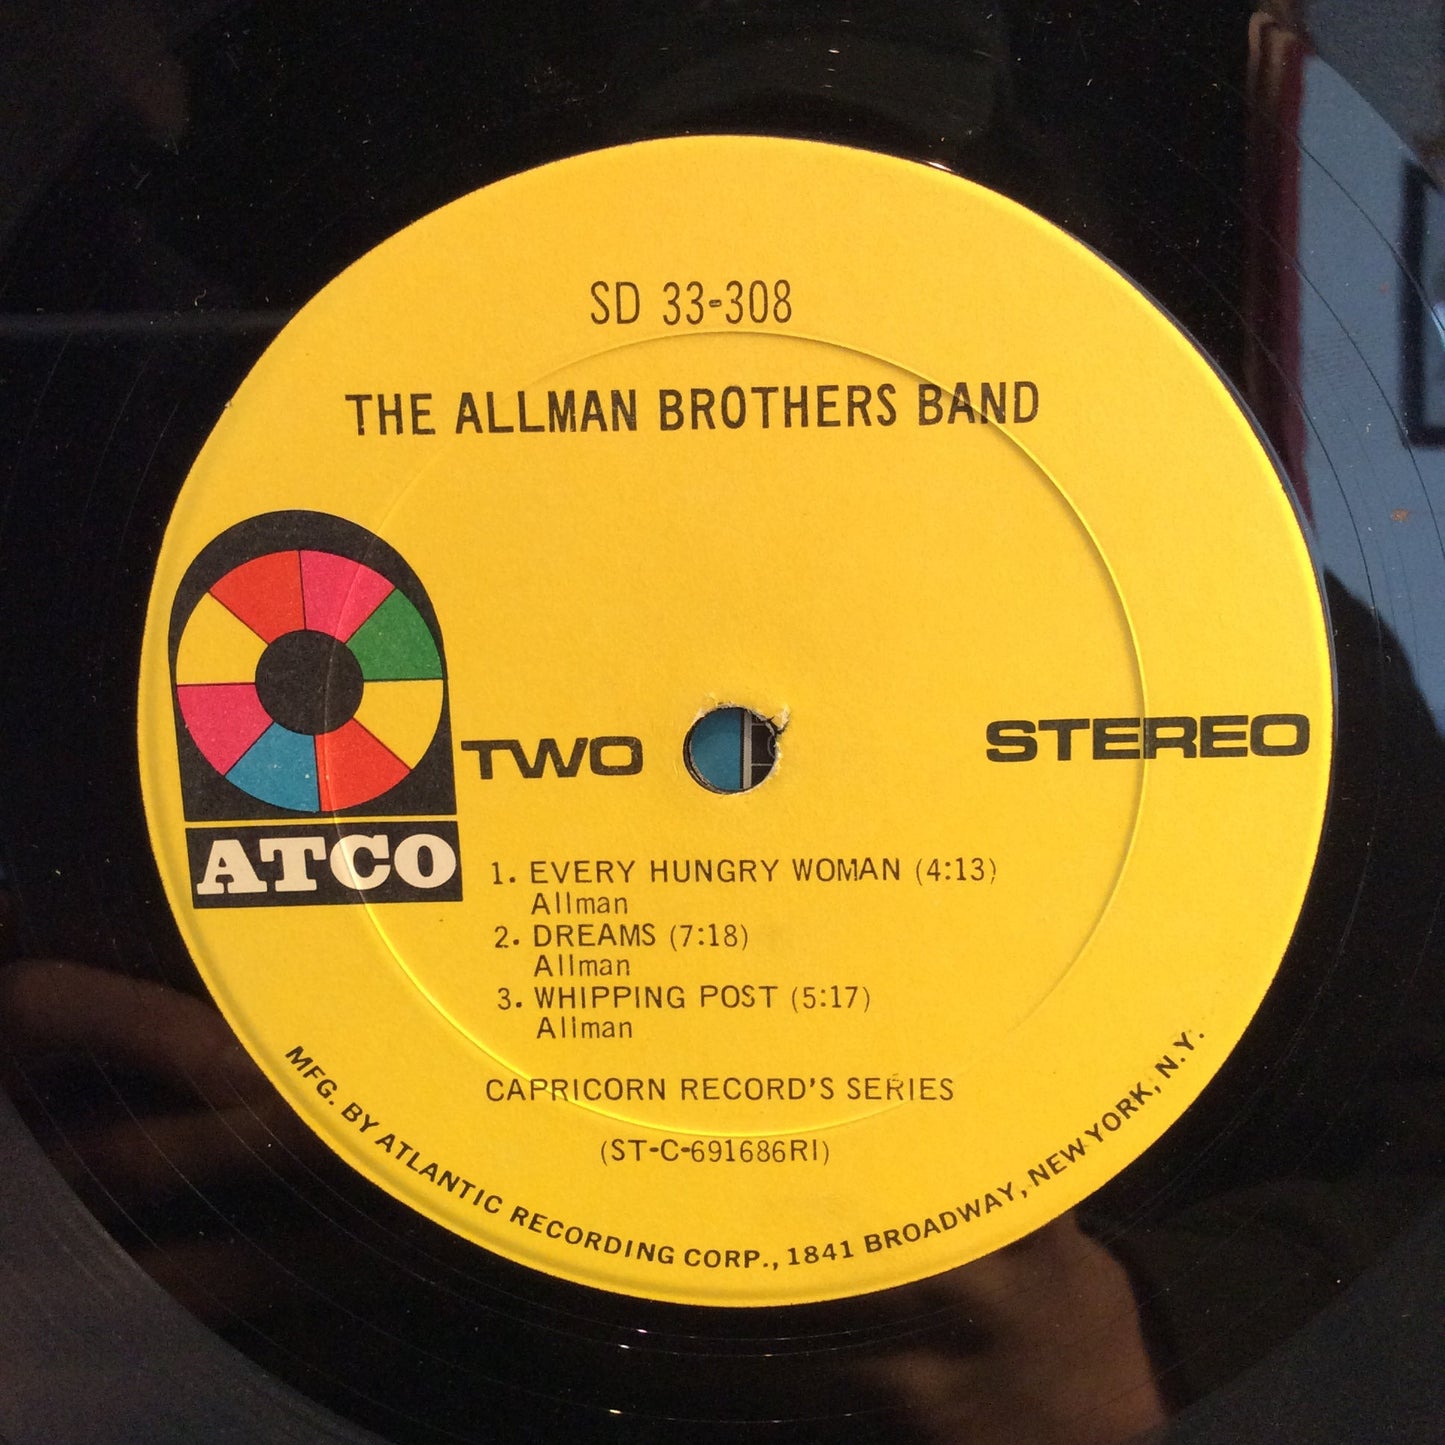 SD 33-308
THE ALLMAN BROTHERS BAND
TWO
STEREO
ATCO
1. EVERY HUNGRY WOMAN (4:13)
Allman
2. DREAMS (7:18)
Allman
3. WHIPPING POST (5:17)
Allman
CAPRICORN RECORD'S SERIES
(ST-C-691686RI)
MFG. BY ATLANTIC RECORDING CORP., 1841 BROADWAY, NEW YORK, N.Y.